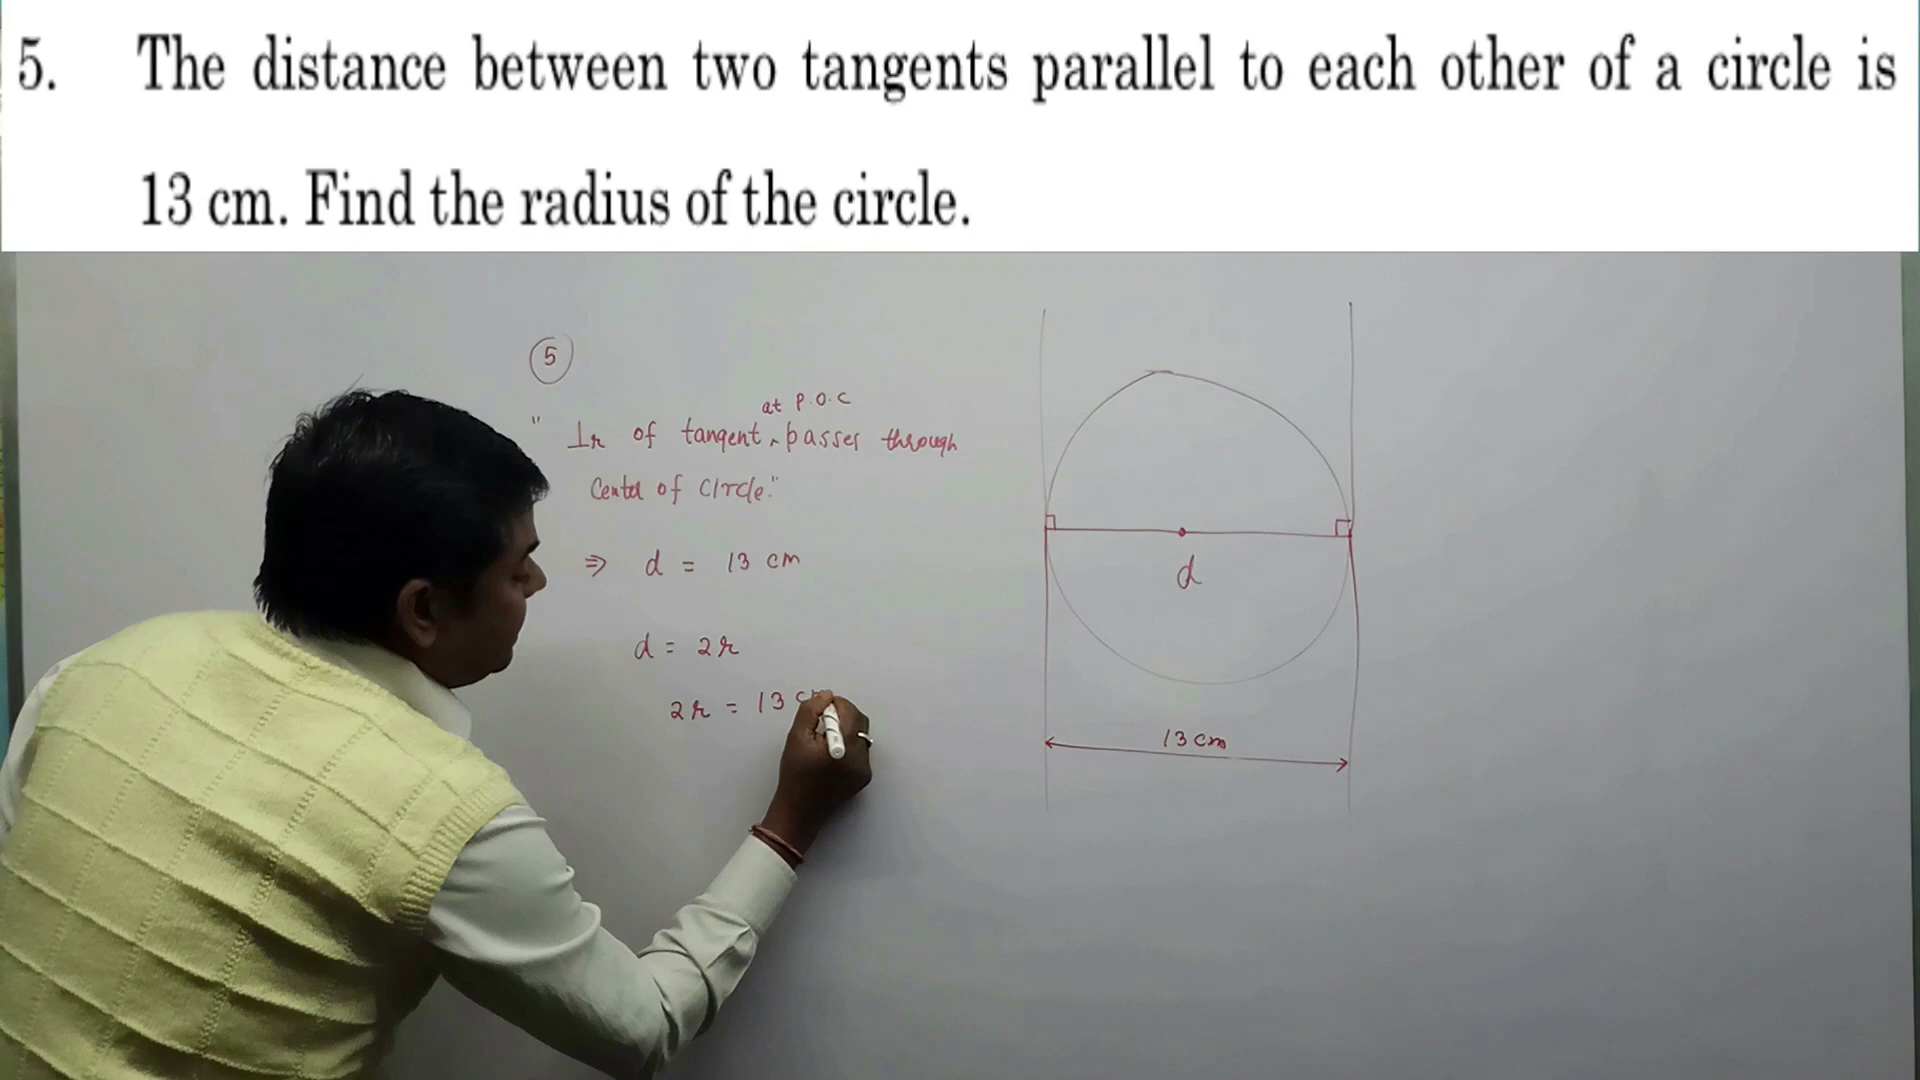 5. The distance between two tangents parallel to each other of a circle is
13 cm. Find the radius of the circle.
5
at P.O.C
" ⊥r of tangent ‸ passes through
Center of circle."
⇒ d = 13 cm
d = 2r
2r = 13
d
13 cm